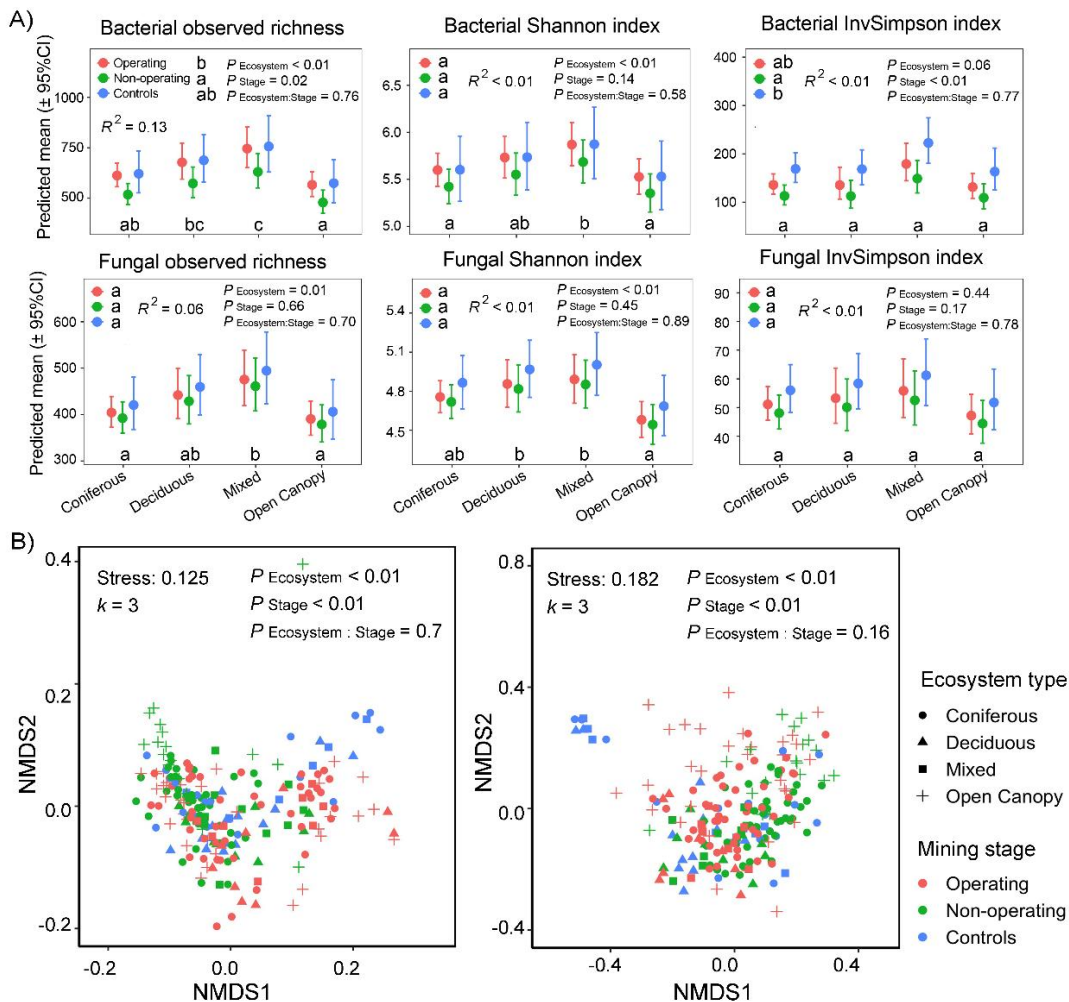 A)
Bacterial observed richness
Bacterial Shannon index
Bacterial InvSimpson index
Predicted mean (± 95%CI)
1000
750
500
Operating b
Non-operating a
Controls ab
P Ecosystem < 0.01
P Stage = 0.02
P Ecosystem:Stage = 0.76
R² = 0.13
ab bc c a
6.5
6.0
5.5
5.0
a
a
a
R² < 0.01
P Ecosystem < 0.01
P Stage = 0.14
P Ecosystem:Stage = 0.58
a ab b a
400
300
200
100
ab
a
b
R² < 0.01
P Ecosystem = 0.06
P Stage < 0.01
P Ecosystem:Stage = 0.77
a a a a
Fungal observed richness
Fungal Shannon index
Fungal InvSimpson index
Predicted mean (± 95%CI)
600
500
400
300
a
a
a
R² = 0.06
P Ecosystem = 0.01
P Stage = 0.66
P Ecosystem:Stage = 0.70
a ab b a
Coniferous
Deciduous
Mixed
Open Canopy
5.4
5.1
4.8
4.5
a
a
a
R² < 0.01
P Ecosystem < 0.01
P Stage = 0.45
P Ecosystem:Stage = 0.89
ab b b a
Coniferous
Deciduous
Mixed
Open Canopy
90
80
70
60
50
40
a
a
a
R² < 0.01
P Ecosystem = 0.44
P Stage = 0.17
P Ecosystem:Stage = 0.78
a a a a
Coniferous
Deciduous
Mixed
Open Canopy
B)
NMDS2
0.4
0.2
0.0
-0.2
Stress: 0.125
k = 3
P Ecosystem < 0.01
P Stage < 0.01
P Ecosystem : Stage = 0.7
-0.2 0.0 0.2
NMDS1
NMDS2
0.8
0.4
0.0
-0.4
Stress: 0.182
k = 3
P Ecosystem < 0.01
P Stage < 0.01
P Ecosystem : Stage = 0.16
-0.4 0.0 0.4
NMDS1
Ecosystem type
Coniferous
Deciduous
Mixed
Open Canopy
Mining stage
Operating
Non-operating
Controls